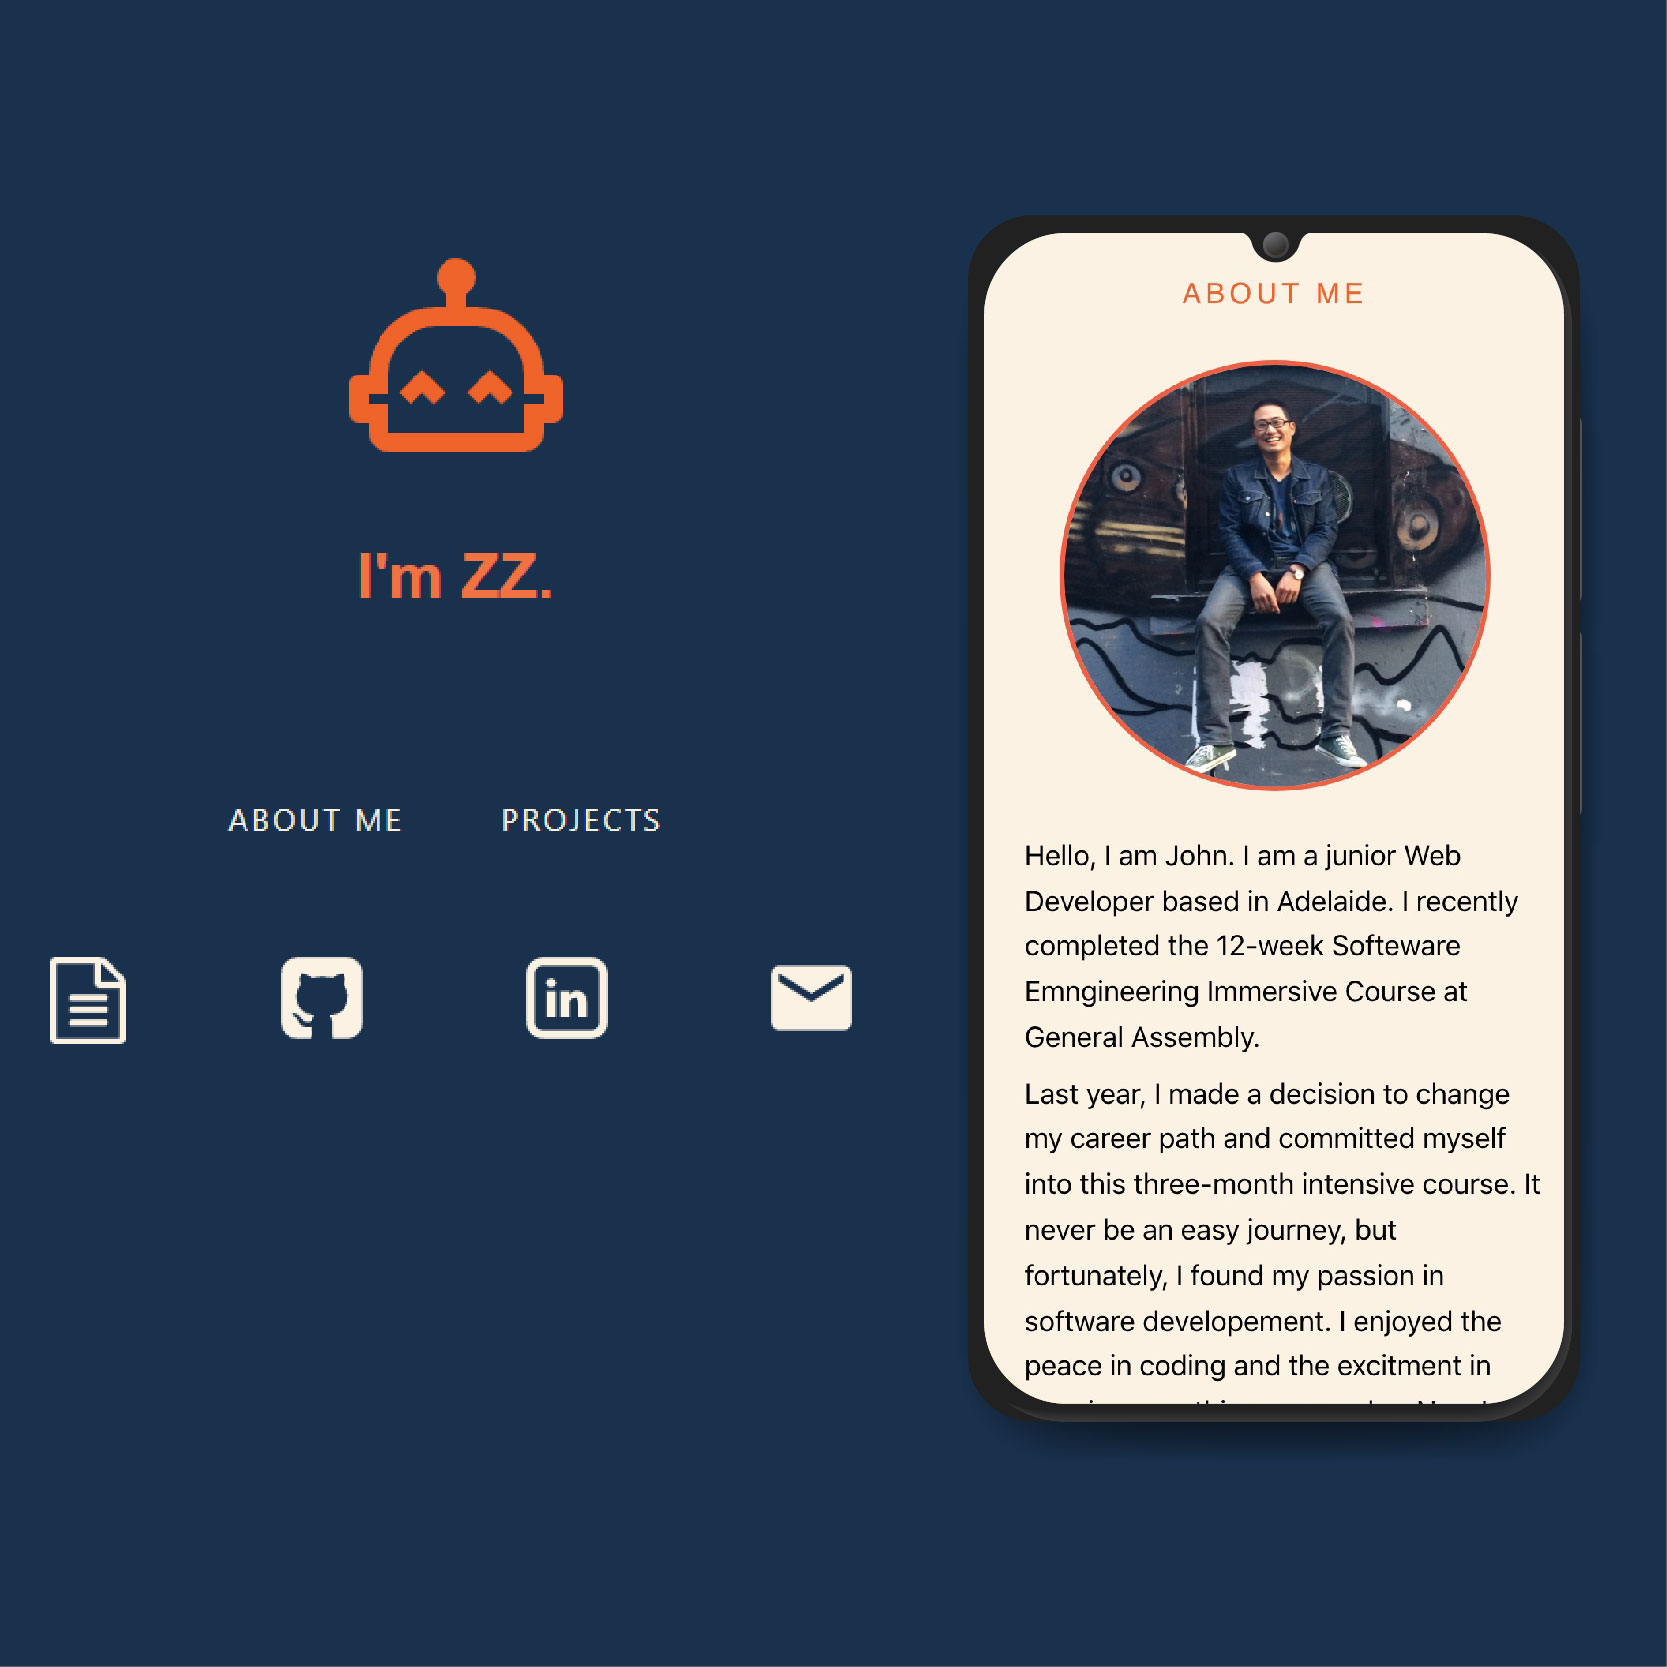 I'm ZZ.
ABOUT ME PROJECTS
in
ABOUT ME
Hello, I am John. I am a junior Web
Developer based in Adelaide. I recently
completed the 12-week Softeware
Emngineering Immersive Course at
General Assembly.
Last year, I made a decision to change
my career path and committed myself
into this three-month intensive course. It
never be an easy journey, but
fortunately, I found my passion in
software developement. I enjoyed the
peace in coding and the excitment in